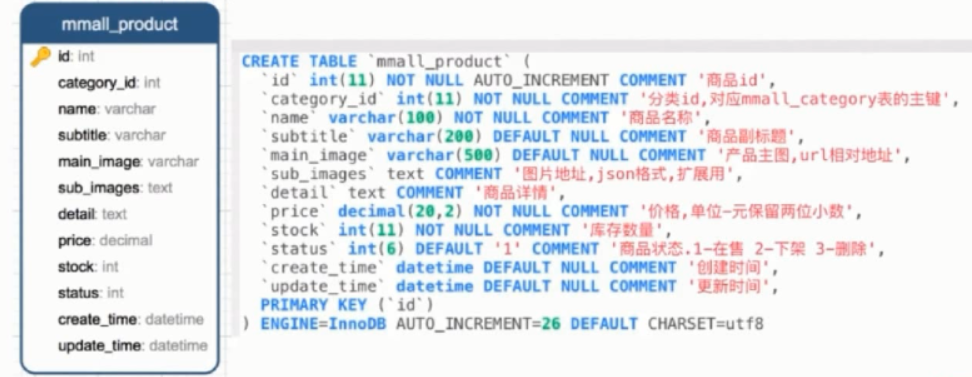 mmall_product
id: int
category_id: int
name: varchar
subtitle: varchar
main_image: varchar
sub_images: text
detail: text
price: decimal
stock: int
status: int
create_time: datetime
update_time: datetime
CREATE TABLE `mmall_product` (
`id` int(11) NOT NULL AUTO_INCREMENT COMMENT '商品id',
`category_id` int(11) NOT NULL COMMENT '分类id,对应mmall_category表的主键',
`name` varchar(100) NOT NULL COMMENT '商品名称',
`subtitle` varchar(200) DEFAULT NULL COMMENT '商品副标题',
`main_image` varchar(500) DEFAULT NULL COMMENT '产品主图,url相对地址',
`sub_images` text COMMENT '图片地址,json格式,扩展用',
`detail` text COMMENT '商品详情',
`price` decimal(20,2) NOT NULL COMMENT '价格,单位-元保留两位小数',
`stock` int(11) NOT NULL COMMENT '库存数量',
`status` int(6) DEFAULT '1' COMMENT '商品状态.1-在售 2-下架 3-删除',
`create_time` datetime DEFAULT NULL COMMENT '创建时间',
`update_time` datetime DEFAULT NULL COMMENT '更新时间',
PRIMARY KEY (`id`)
) ENGINE=InnoDB AUTO_INCREMENT=26 DEFAULT CHARSET=utf8